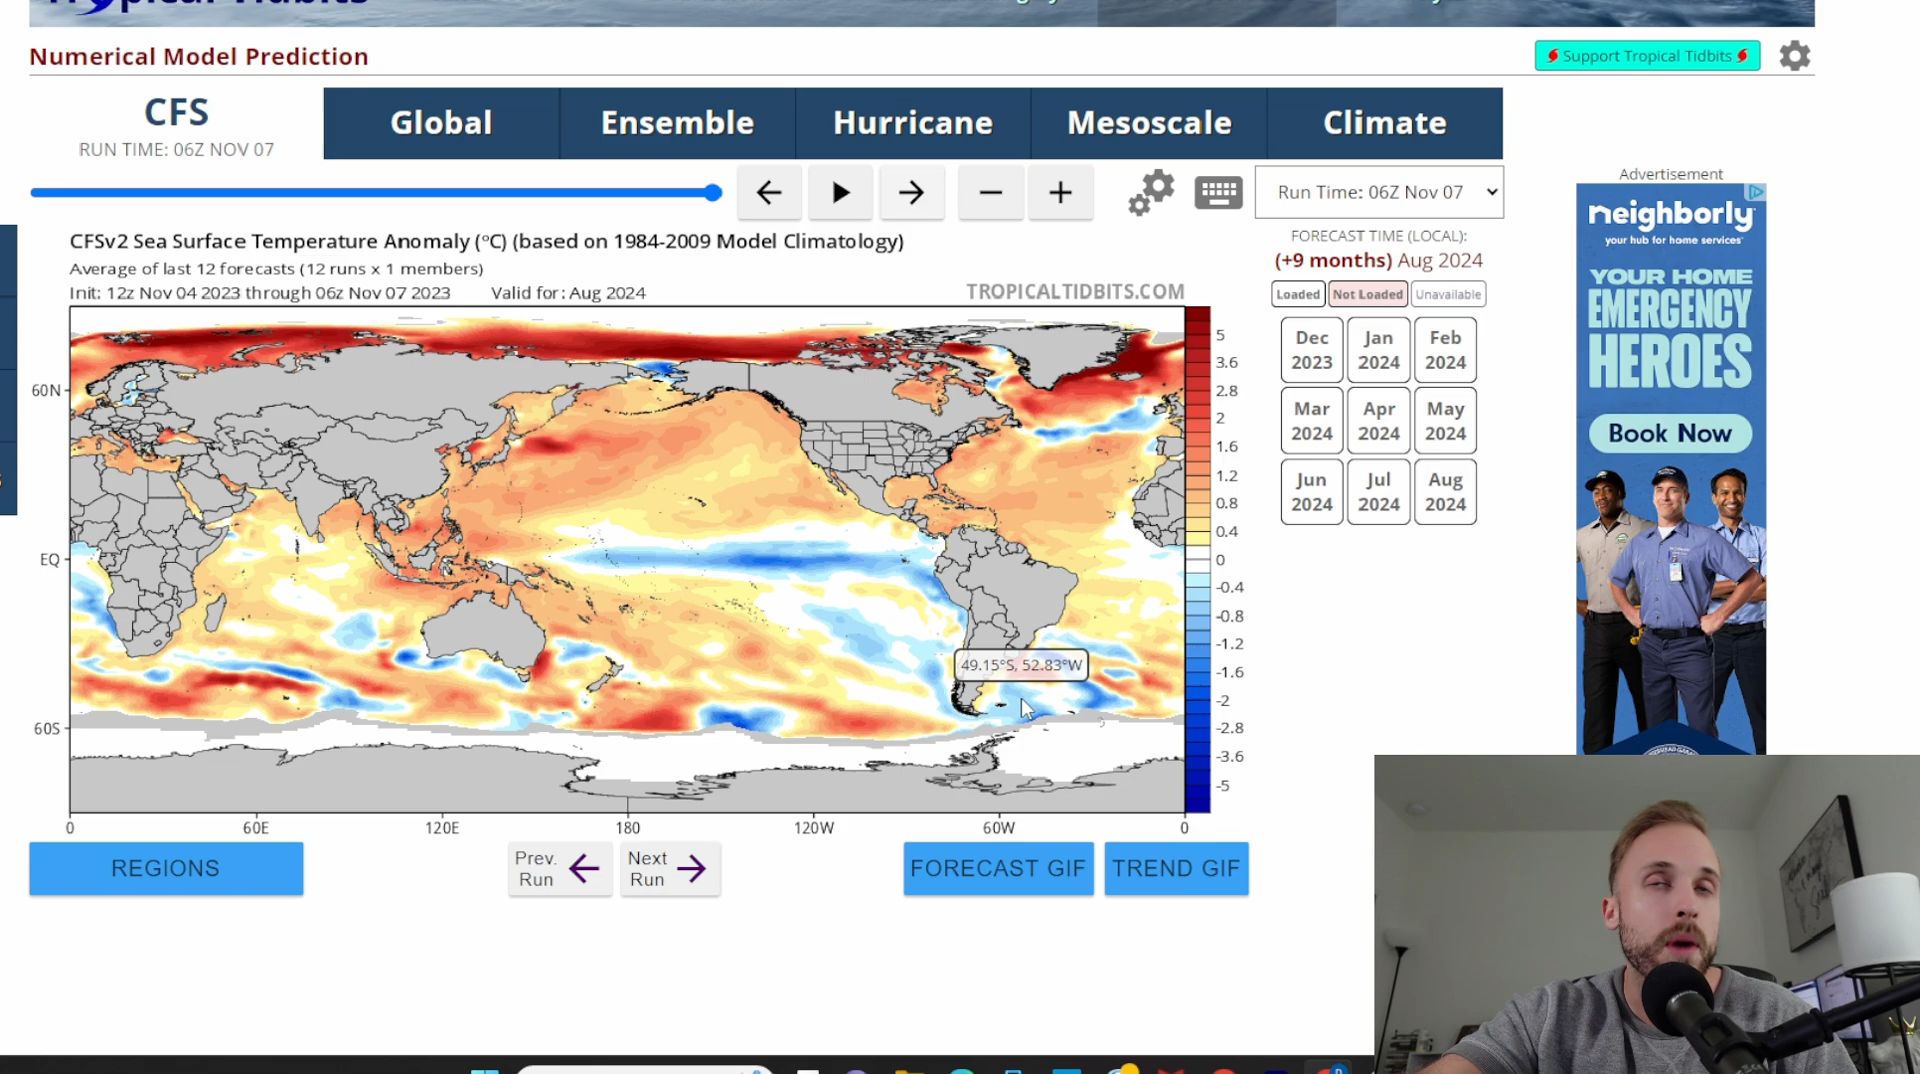 Tropical Tidbits
Numerical Model Prediction
Support Tropical Tidbits
CFS
RUN TIME: 06Z NOV 07
Global
Ensemble
Hurricane
Mesoscale
Climate
Run Time: 06Z Nov 07
CFSv2 Sea Surface Temperature Anomaly (°C) (based on 1984-2009 Model Climatology)
Average of last 12 forecasts (12 runs x 1 members)
Init: 12z Nov 04 2023 through 06z Nov 07 2023 Valid for: Aug 2024
TROPICALTIDBITS.COM
FORECAST TIME (LOCAL):
(+9 months) Aug 2024
Loaded
Not Loaded
Unavailable
Dec 2023
Jan 2024
Feb 2024
Mar 2024
Apr 2024
May 2024
Jun 2024
Jul 2024
Aug 2024
60N
EQ
60S
0
60E
120E
180
120W
60W
0
5
3.6
2.8
2
1.6
1.2
0.8
0.4
0
-0.4
-0.8
-1.2
-1.6
-2
-2.8
-3.6
-5
49.15°S, 52.83°W
REGIONS
Prev. Run
Next Run
FORECAST GIF
TREND GIF
Advertisement
neighborly
your hub for home services
YOUR HOME
EMERGENCY
HEROES
Book Now